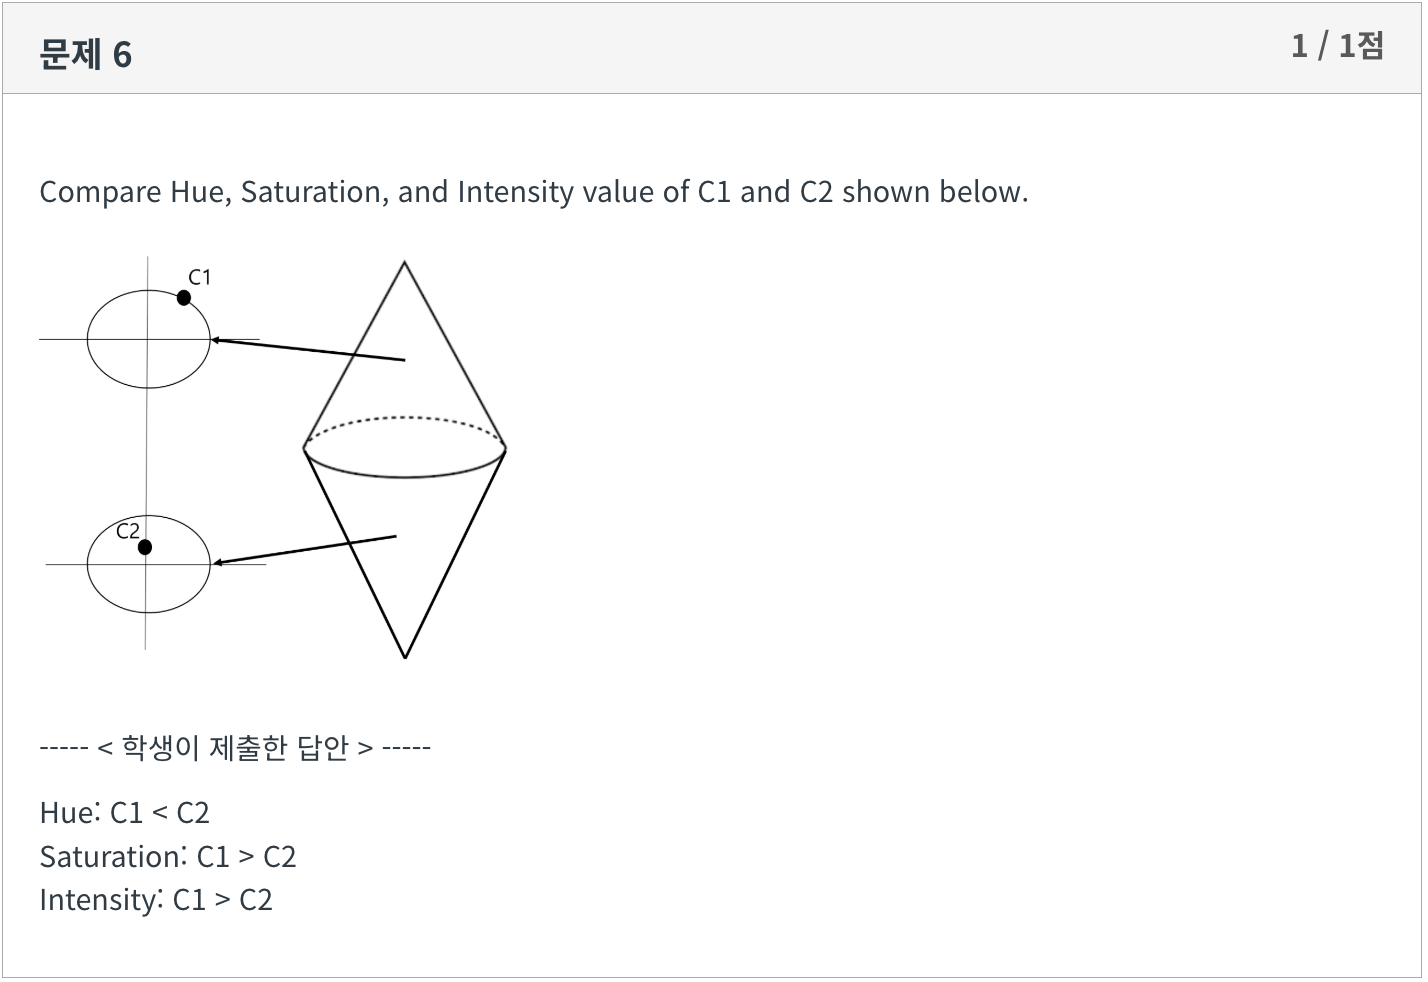 문제 6
1 / 1점
Compare Hue, Saturation, and Intensity value of C1 and C2 shown below.
C1
C2
----- < 학생이 제출한 답안 > -----
Hue: C1 < C2
Saturation: C1 > C2
Intensity: C1 > C2